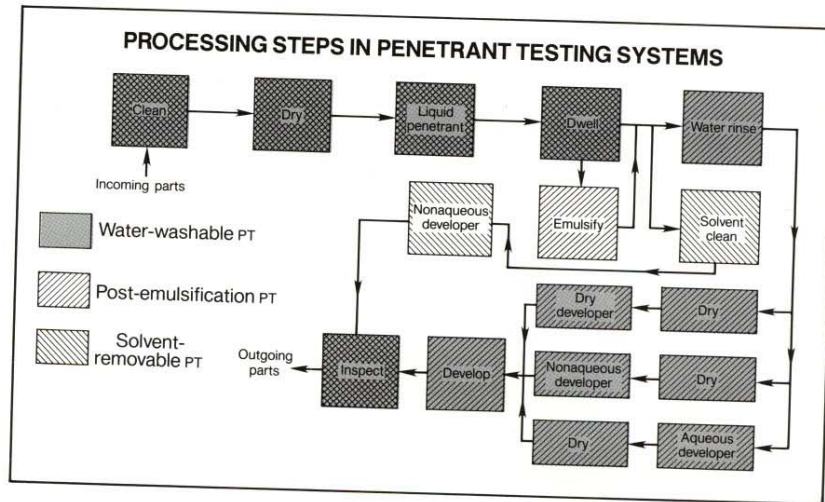 PROCESSING STEPS IN PENETRANT TESTING SYSTEMS
Clean
Dry
Liquid
penetrant
Dwell
Water rinse
Incoming parts
Nonaqueous
developer
Emulsify
Solvent
clean
Water-washable PT
Post-emulsification PT
Solvent-
removable PT
Dry
developer
Dry
Outgoing
parts
Inspect
Develop
Nonaqueous
developer
Dry
Dry
Aqueous
developer